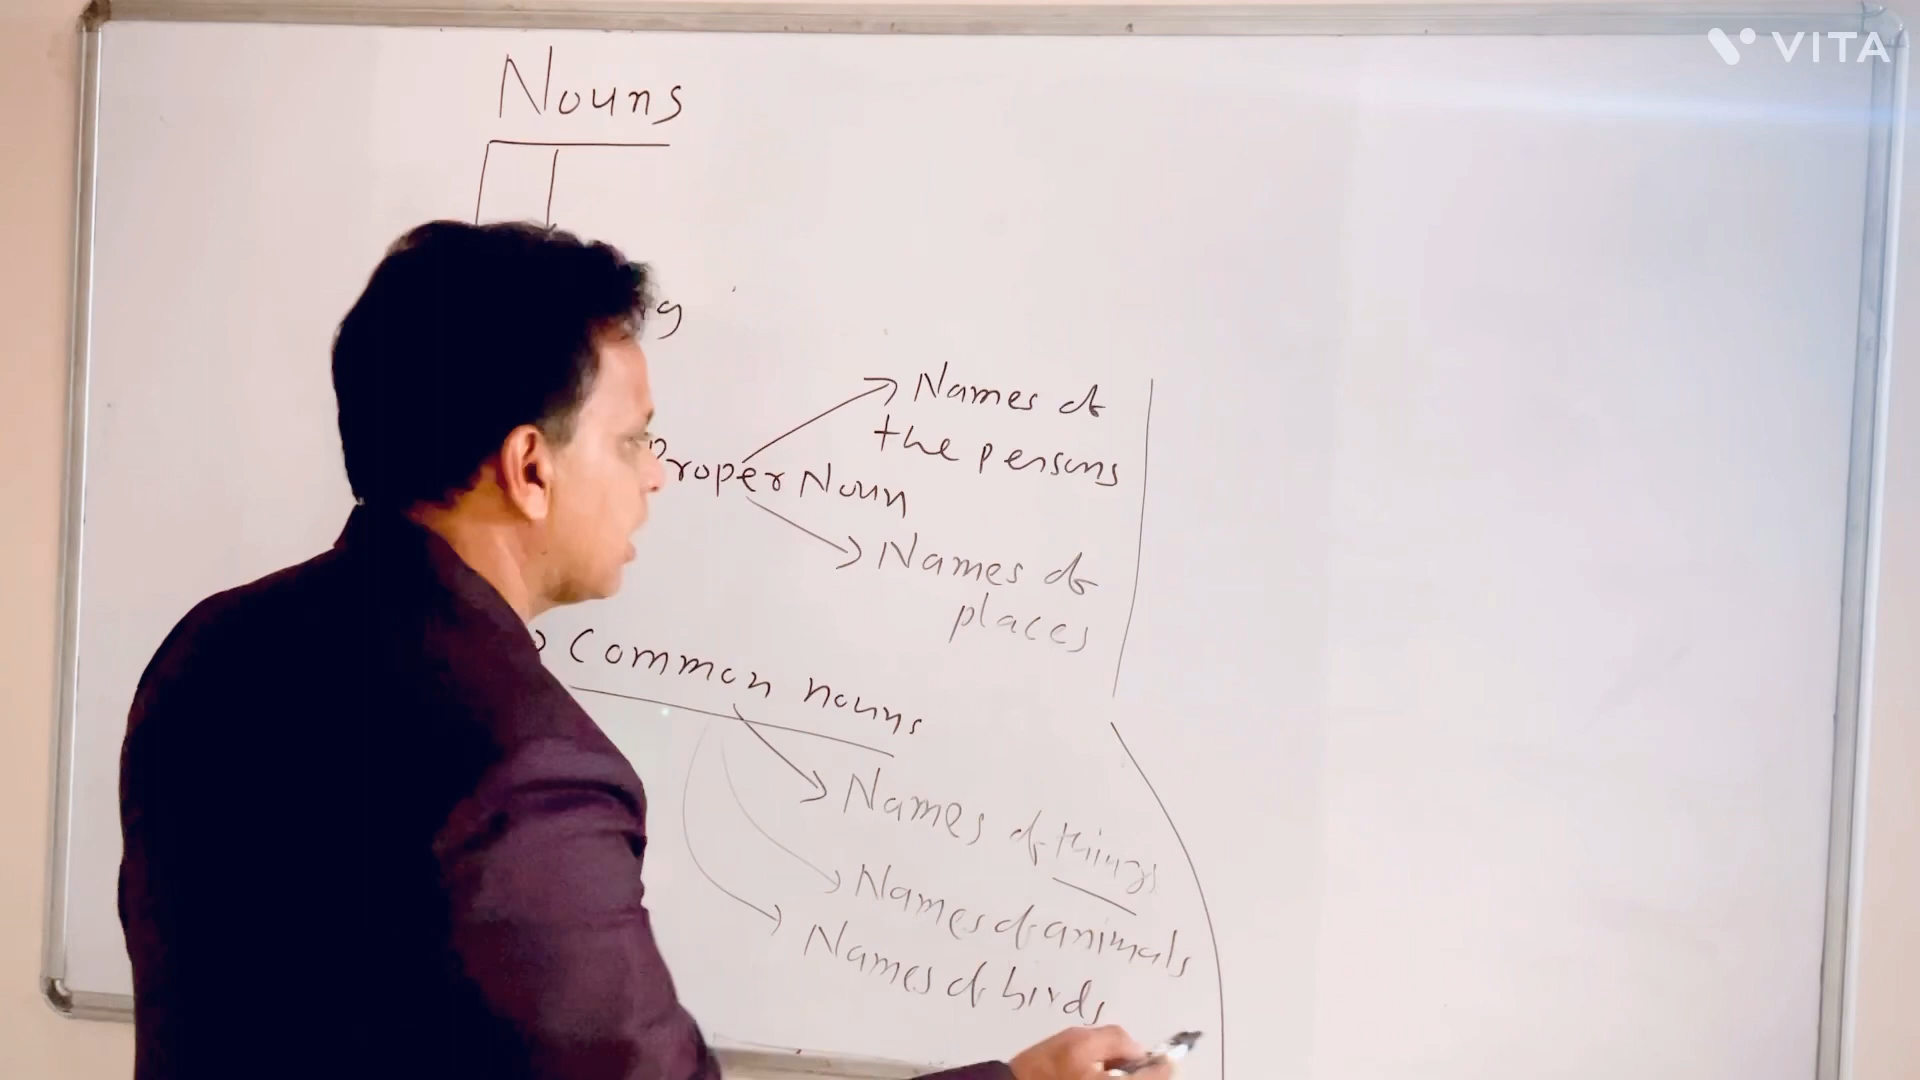 VITA
Nouns
Names of
the persons
Proper Noun
Names of
places
Common nouns
Names of things
Names of animals
Names of birds